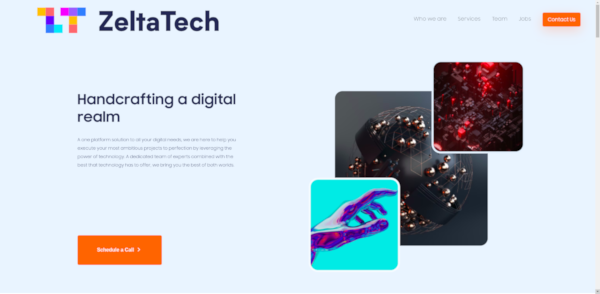 ZeltaTech
Who we are Services Team Jobs Contact Us
Handcrafting a digital
realm
A one platform solution to all your digital needs, we are here to help you
execute your most ambitious projects to perfection by leveraging the
power of technology. A dedicated team of experts combined with the
best that technology has to offer, we bring you the best of both worlds.
Schedule a Call